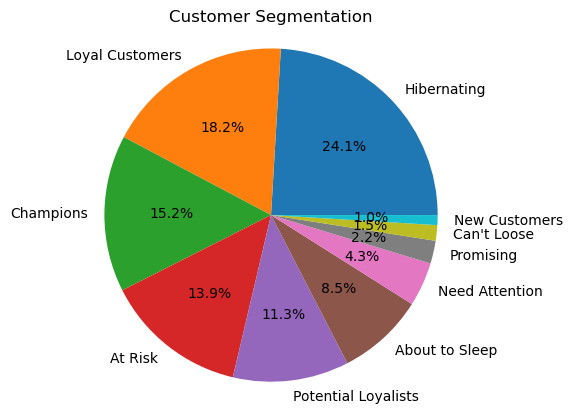 Customer Segmentation
Hibernating
24.1%
Loyal Customers
18.2%
Champions
15.2%
At Risk
13.9%
Potential Loyalists
11.3%
About to Sleep
8.5%
Need Attention
4.3%
Promising
2.2%
Can't Loose
1.5%
New Customers
1.0%